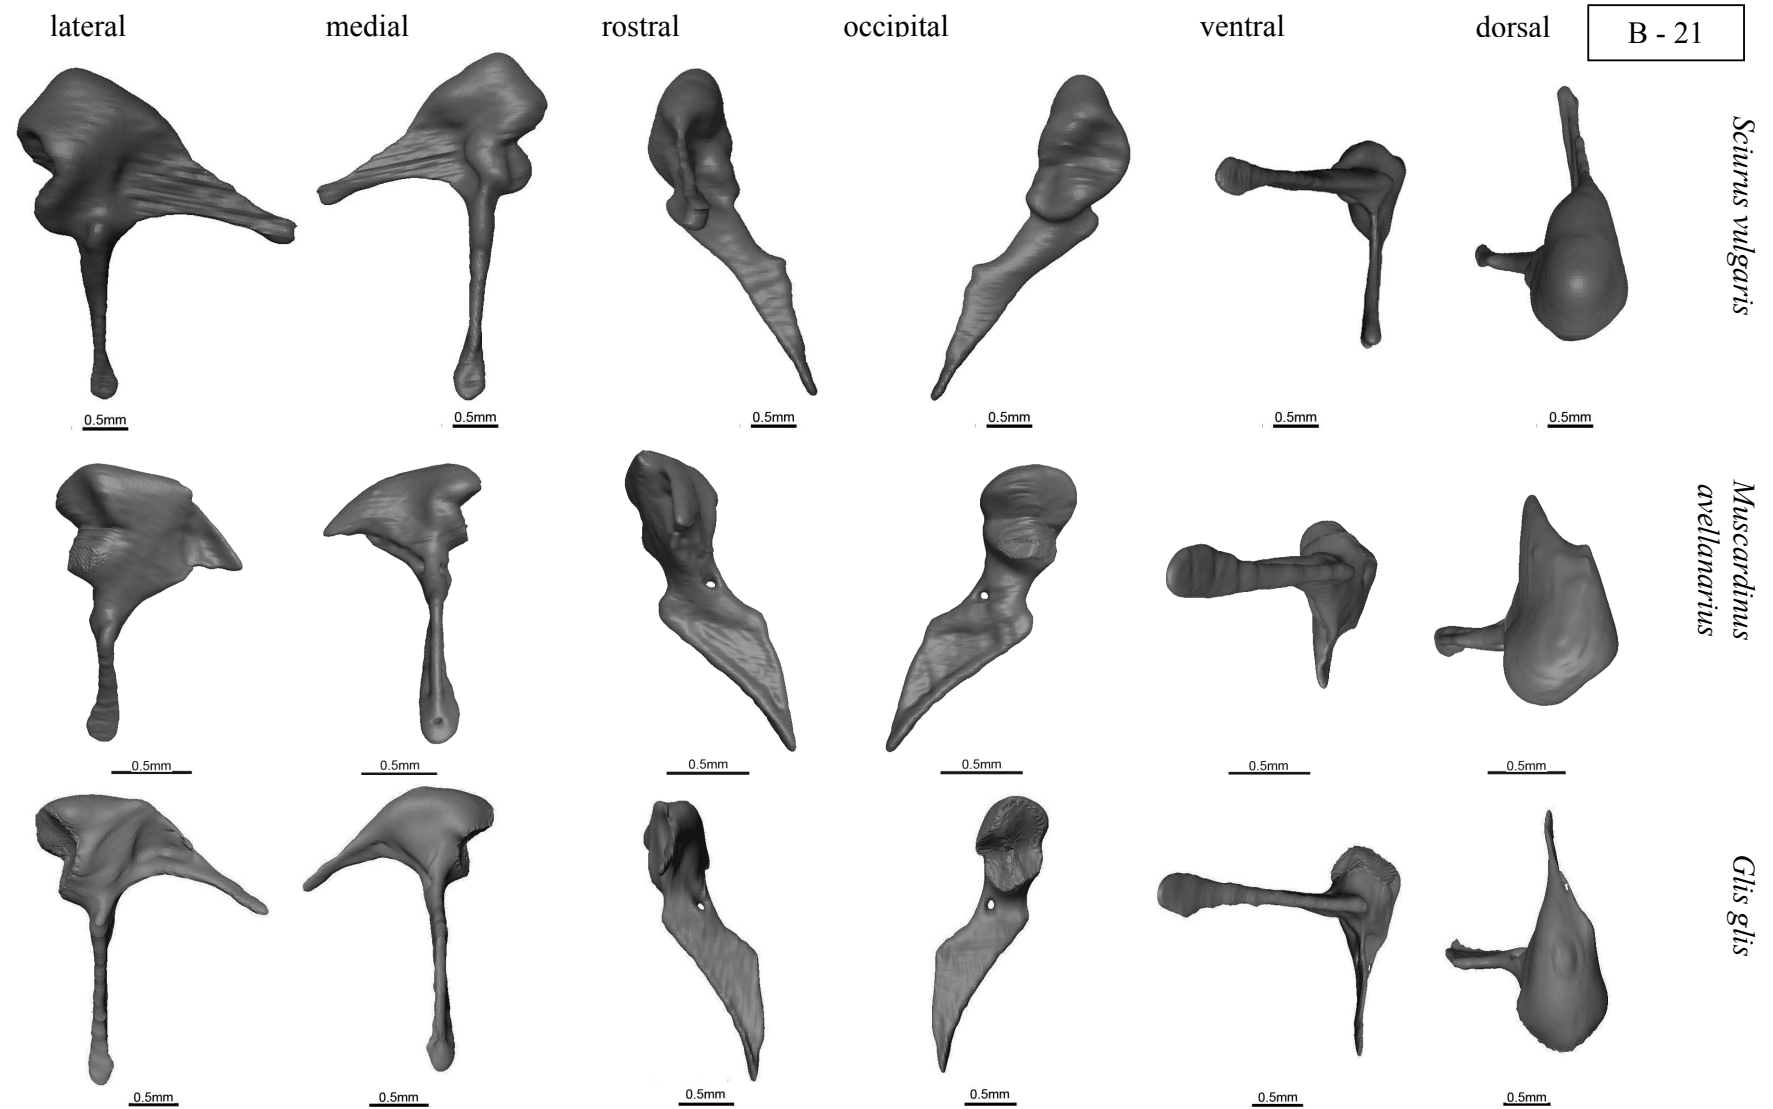 lateral medial rostral occipital ventral dorsal B - 21
Sciurus vulgaris
0.5mm 0.5mm 0.5mm 0.5mm 0.5mm 0.5mm
Muscardinus
avellanarius
0.5mm 0.5mm 0.5mm 0.5mm 0.5mm 0.5mm
Glis glis
0.5mm 0.5mm 0.5mm 0.5mm 0.5mm 0.5mm